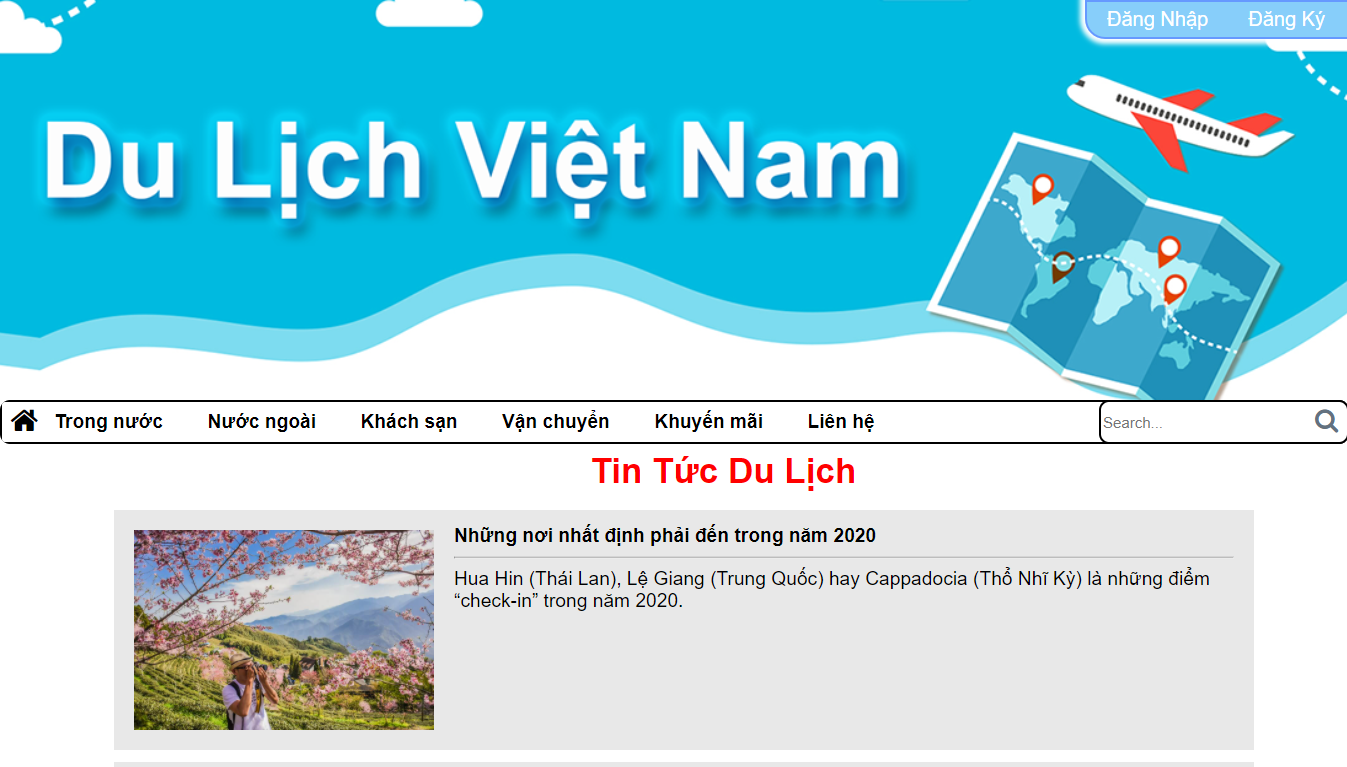 Đăng Nhập Đăng Ký
Du Lịch Việt Nam
Trong nước Nước ngoài Khách sạn Vận chuyển Khuyến mãi Liên hệ Search...
Tin Tức Du Lịch
Những nơi nhất định phải đến trong năm 2020
Hua Hin (Thái Lan), Lệ Giang (Trung Quốc) hay Cappadocia (Thổ Nhĩ Kỳ) là những điểm
“check-in” trong năm 2020.